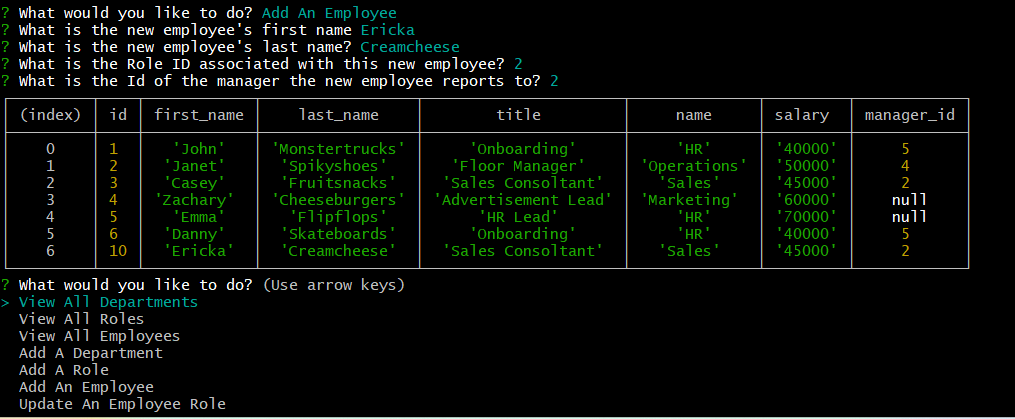 ? What would you like to do? Add An Employee
? What is the new employee's first name Ericka
? What is the new employee's last name? Creamcheese
? What is the Role ID associated with this new employee? 2
? What is the Id of the manager the new employee reports to? 2
(index) id first_name last_name title name salary manager_id
0 1 'John' 'Monstertrucks' 'Onboarding' 'HR' '40000' 5
1 2 'Janet' 'Spikyshoes' 'Floor Manager' 'Operations' '50000' 4
2 3 'Casey' 'Fruitsnacks' 'Sales Consoltant' 'Sales' '45000' 2
3 4 'Zachary' 'Cheeseburgers' 'Advertisement Lead' 'Marketing' '60000' null
4 5 'Emma' 'Flipflops' 'HR Lead' 'HR' '70000' null
5 6 'Danny' 'Skateboards' 'Onboarding' 'HR' '40000' 5
6 10 'Ericka' 'Creamcheese' 'Sales Consoltant' 'Sales' '45000' 2
? What would you like to do? (Use arrow keys)
> View All Departments
View All Roles
View All Employees
Add A Department
Add A Role
Add An Employee
Update An Employee Role